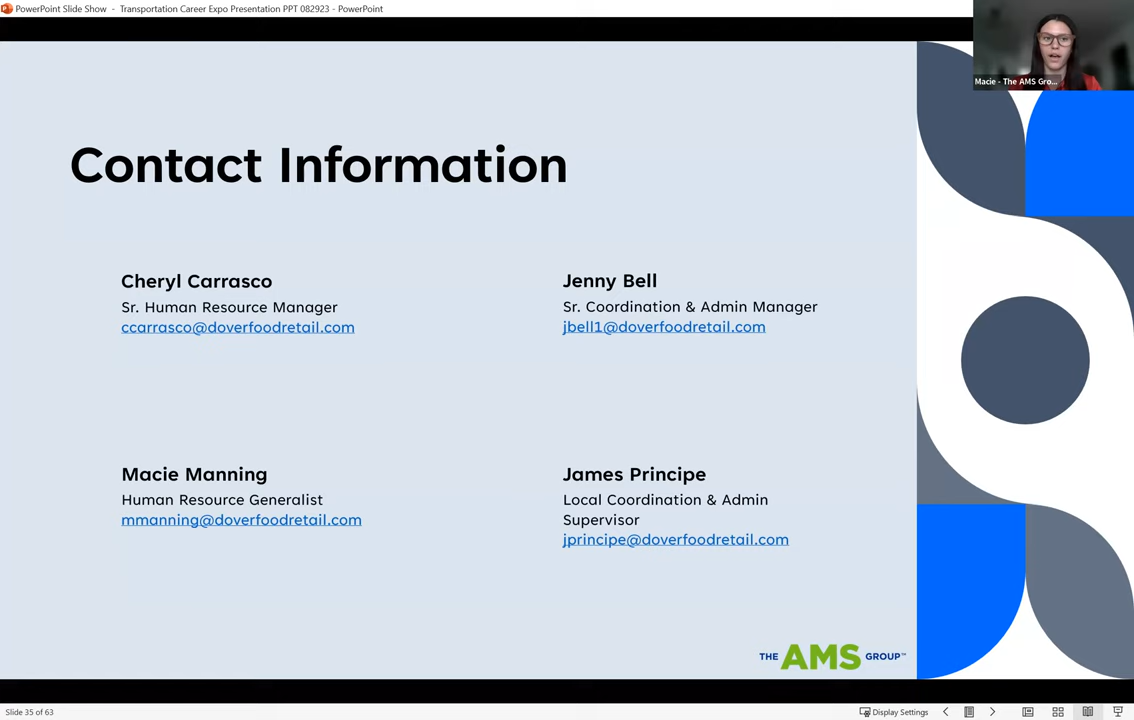 PowerPoint Slide Show - Transportation Career Expo Presentation PPT 082923 - PowerPoint
Macie - The AMS Gro...
Contact Information
Cheryl Carrasco
Sr. Human Resource Manager
ccarrasco@doverfoodretail.com
Jenny Bell
Sr. Coordination & Admin Manager
jbell1@doverfoodretail.com
Macie Manning
Human Resource Generalist
mmanning@doverfoodretail.com
James Principe
Local Coordination & Admin
Supervisor
jprincipe@doverfoodretail.com
THE AMS GROUP™
Slide 35 of 63
Display Settings